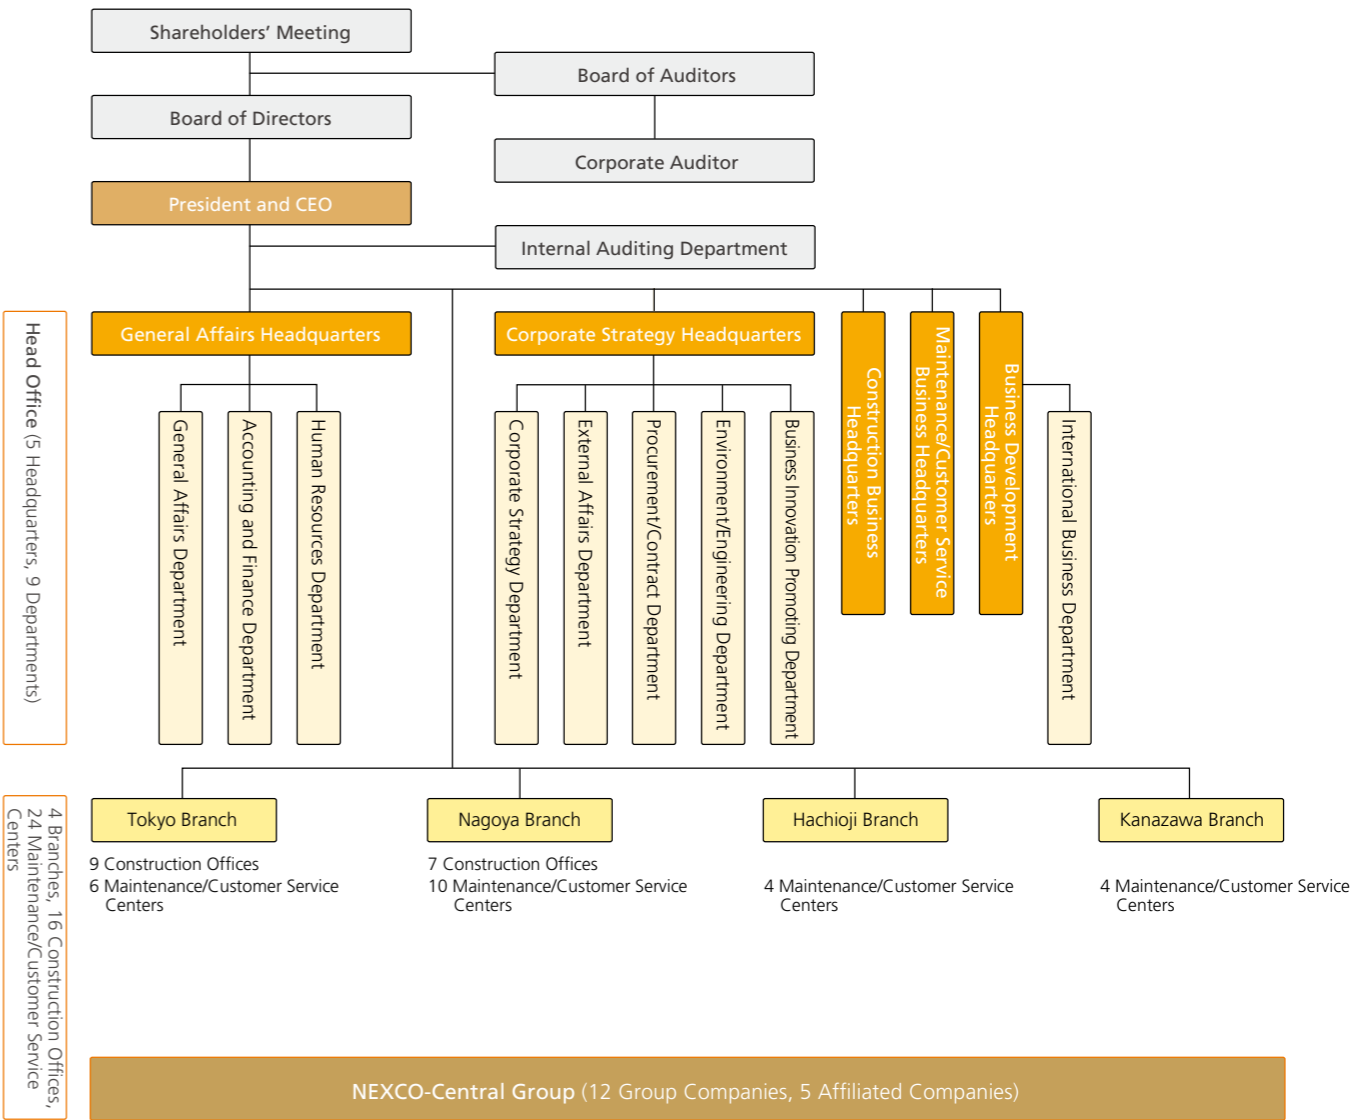 Shareholders’ Meeting
Board of Auditors
Board of Directors
Corporate Auditor
President and CEO
Internal Auditing Department
Head Office (5 Headquarters, 9 Departments)
General Affairs Headquarters
Corporate Strategy Headquarters
Construction Business
Headquarters
Maintenance/Customer Service
Business Headquarters
Business Development
Headquarters
General Affairs Department
Accounting and Finance Department
Human Resources Department
Corporate Strategy Department
External Affairs Department
Procurement/Contract Department
Environment/Engineering Department
Business Innovation Promoting Department
International Business Department
4 Branches, 16 Construction Offices,
24 Maintenance/Customer Service
Centers
Tokyo Branch
9 Construction Offices
6 Maintenance/Customer Service
Centers
Nagoya Branch
7 Construction Offices
10 Maintenance/Customer Service
Centers
Hachioji Branch
4 Maintenance/Customer Service
Centers
Kanazawa Branch
4 Maintenance/Customer Service
Centers
NEXCO-Central Group (12 Group Companies, 5 Affiliated Companies)